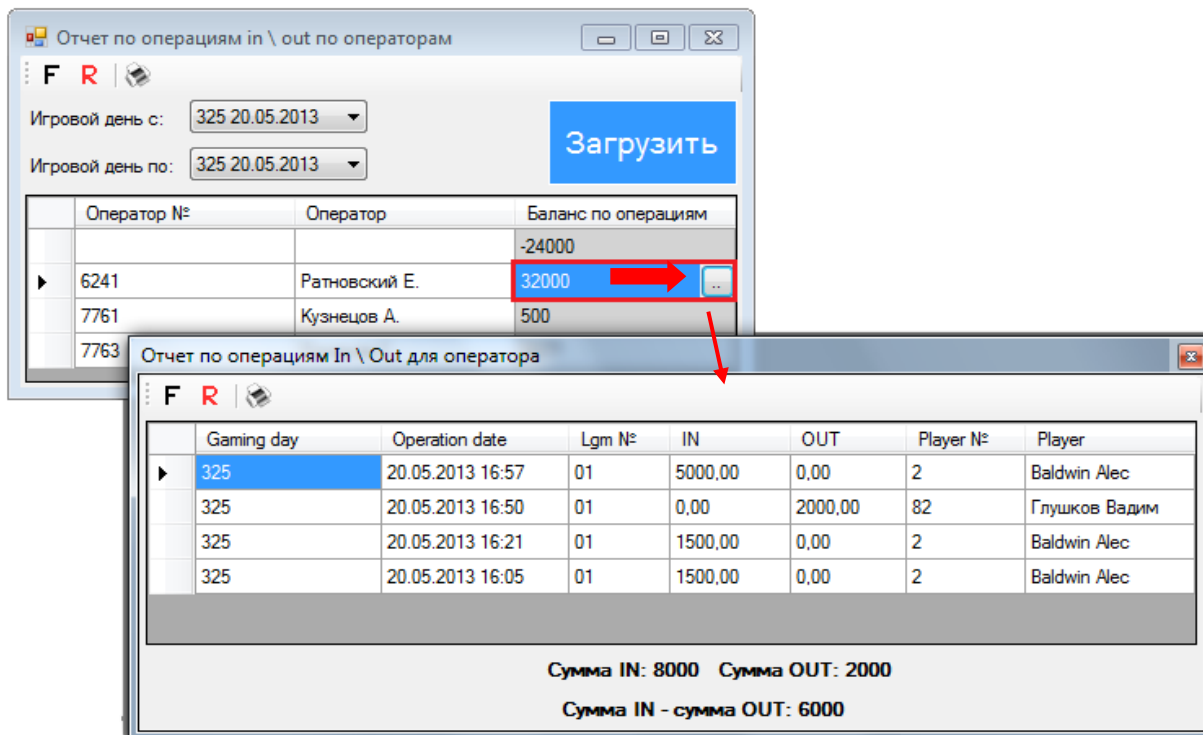 Отчет по операциям in \ out по операторам
F R
Игровой день с: 325 20.05.2013
Загрузить
Игровой день по: 325 20.05.2013
Оператор № Оператор Баланс по операциям
-24000
6241 Ратновский Е. 32000 ..
7761 Кузнецов А. 500
7763
Отчет по операциям In \ Out для оператора
F R
Gaming day Operation date Lgm № IN OUT Player № Player
325 20.05.2013 16:57 01 5000,00 0,00 2 Baldwin Alec
325 20.05.2013 16:50 01 0,00 2000,00 82 Глушков Вадим
325 20.05.2013 16:21 01 1500,00 0,00 2 Baldwin Alec
325 20.05.2013 16:05 01 1500,00 0,00 2 Baldwin Alec
Сумма IN: 8000 Сумма OUT: 2000
Сумма IN - сумма OUT: 6000